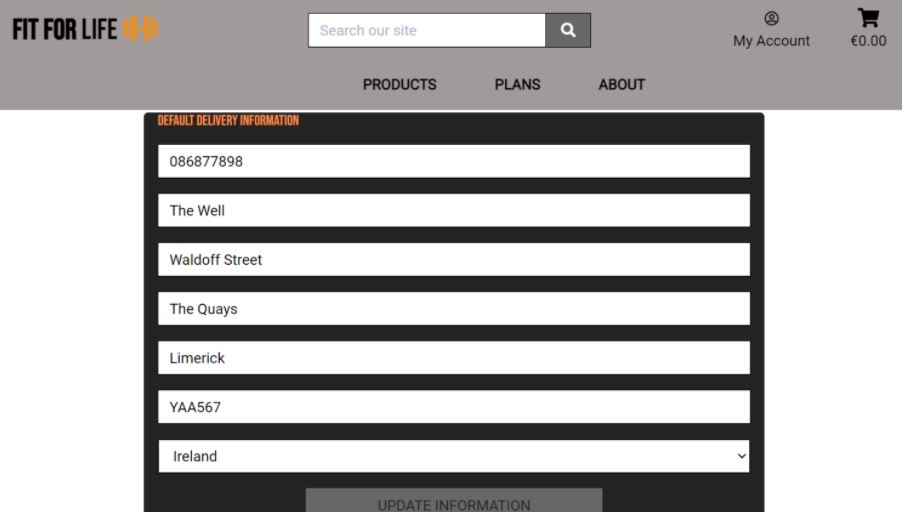 FIT FOR LIFE
Search our site
My Account
€0.00
PRODUCTS PLANS ABOUT
DEFAULT DELIVERY INFORMATION
086877898
The Well
Waldoff Street
The Quays
Limerick
YAA567
Ireland
UPDATE INFORMATION